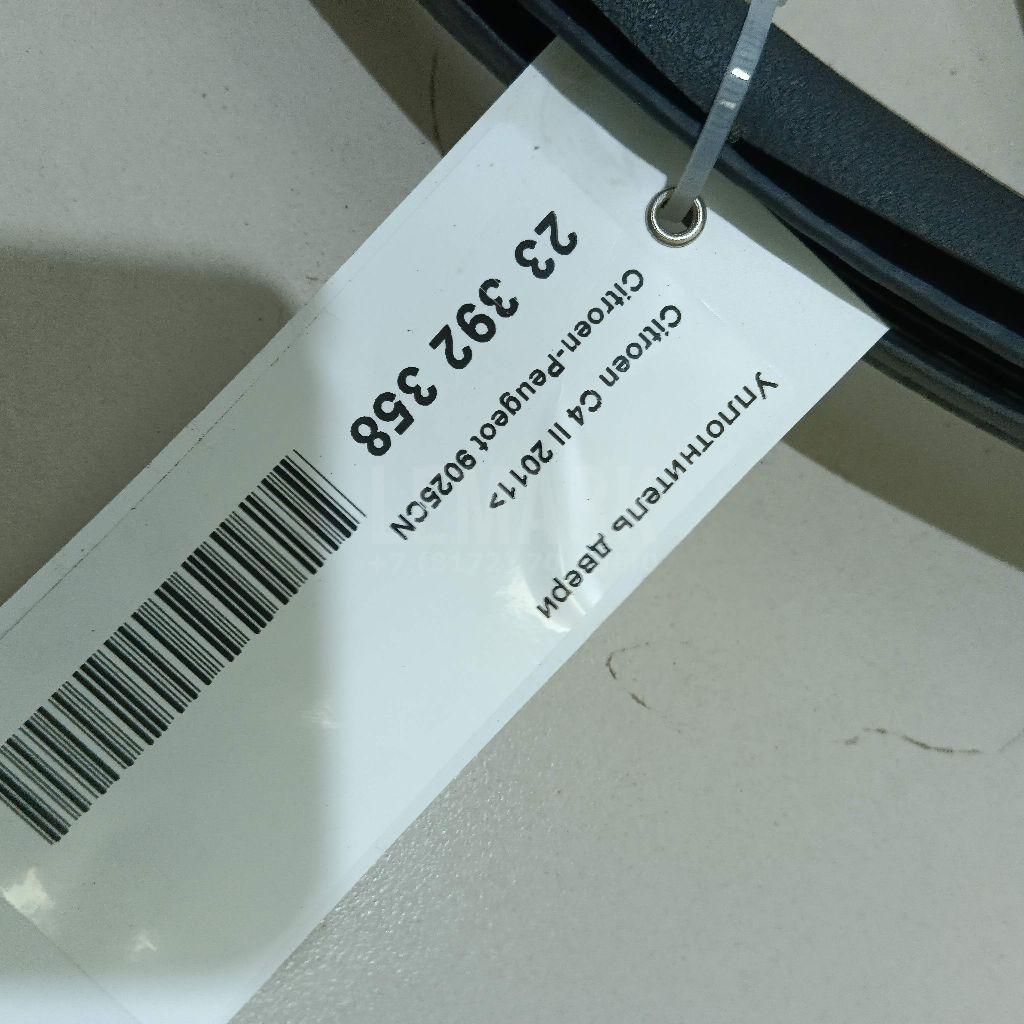 Уплотнитель двери
Citroen C4 II 2011>
Citroen-Peugeot 9025CN
23 392 358